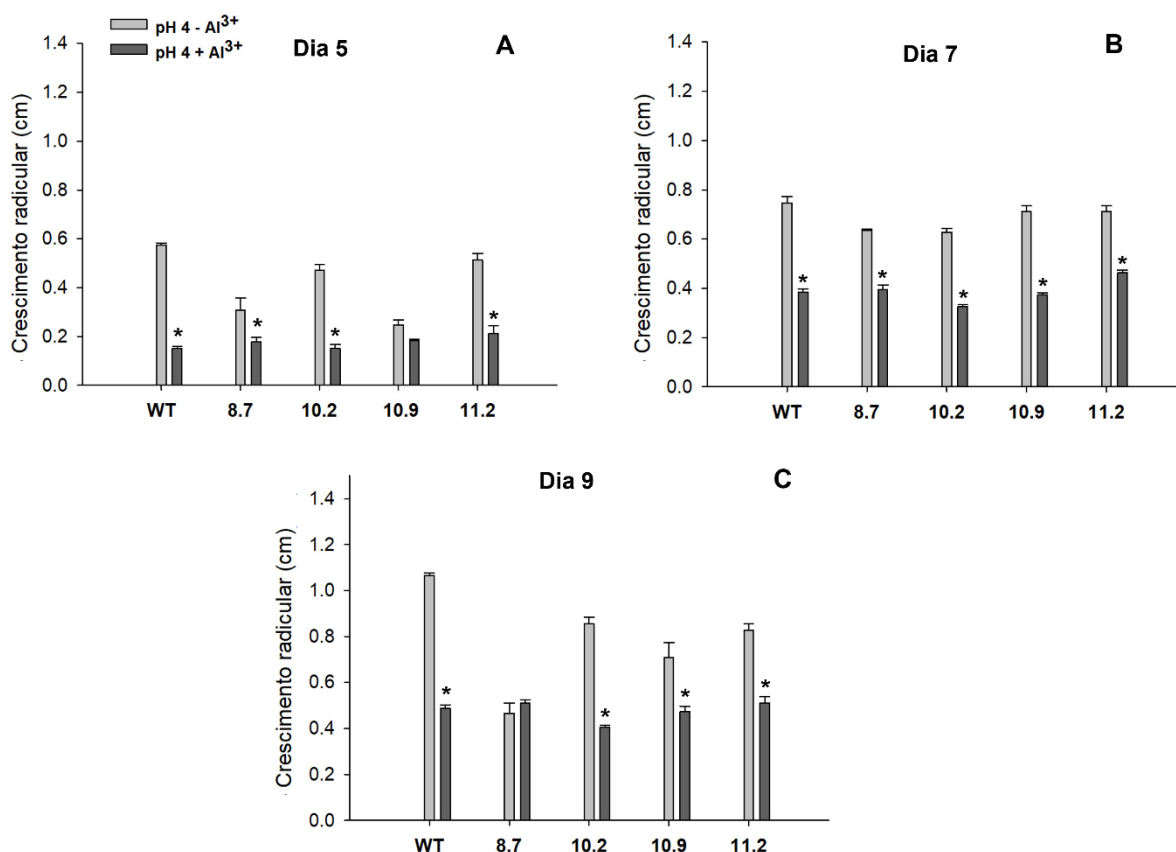 pH 4 - Al³⁺
pH 4 + Al³⁺
Dia 5
A
Crescimento radicular (cm)
1.4
1.2
1.0
0.8
0.6
0.4
0.2
0.0
* * * *
WT 8.7 10.2 10.9 11.2
Dia 7
B
Crescimento radicular (cm)
1.4
1.2
1.0
0.8
0.6
0.4
0.2
0.0
* * * * *
WT 8.7 10.2 10.9 11.2
Dia 9
C
Crescimento radicular (cm)
1.4
1.2
1.0
0.8
0.6
0.4
0.2
0.0
* * * *
WT 8.7 10.2 10.9 11.2